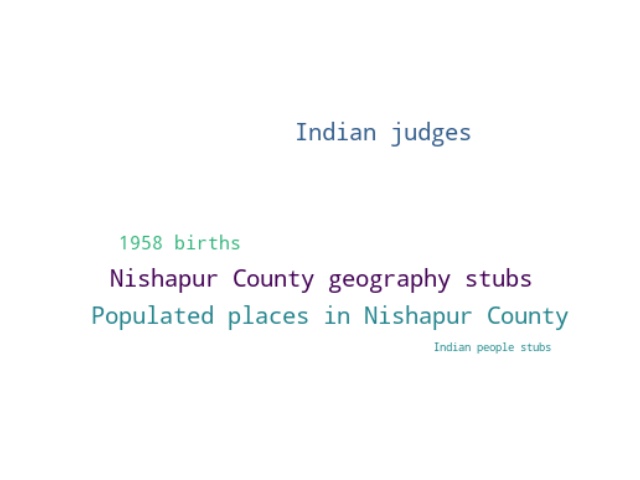 Indian judges
1958 births
Nishapur County geography stubs
Populated places in Nishapur County
Indian people stubs